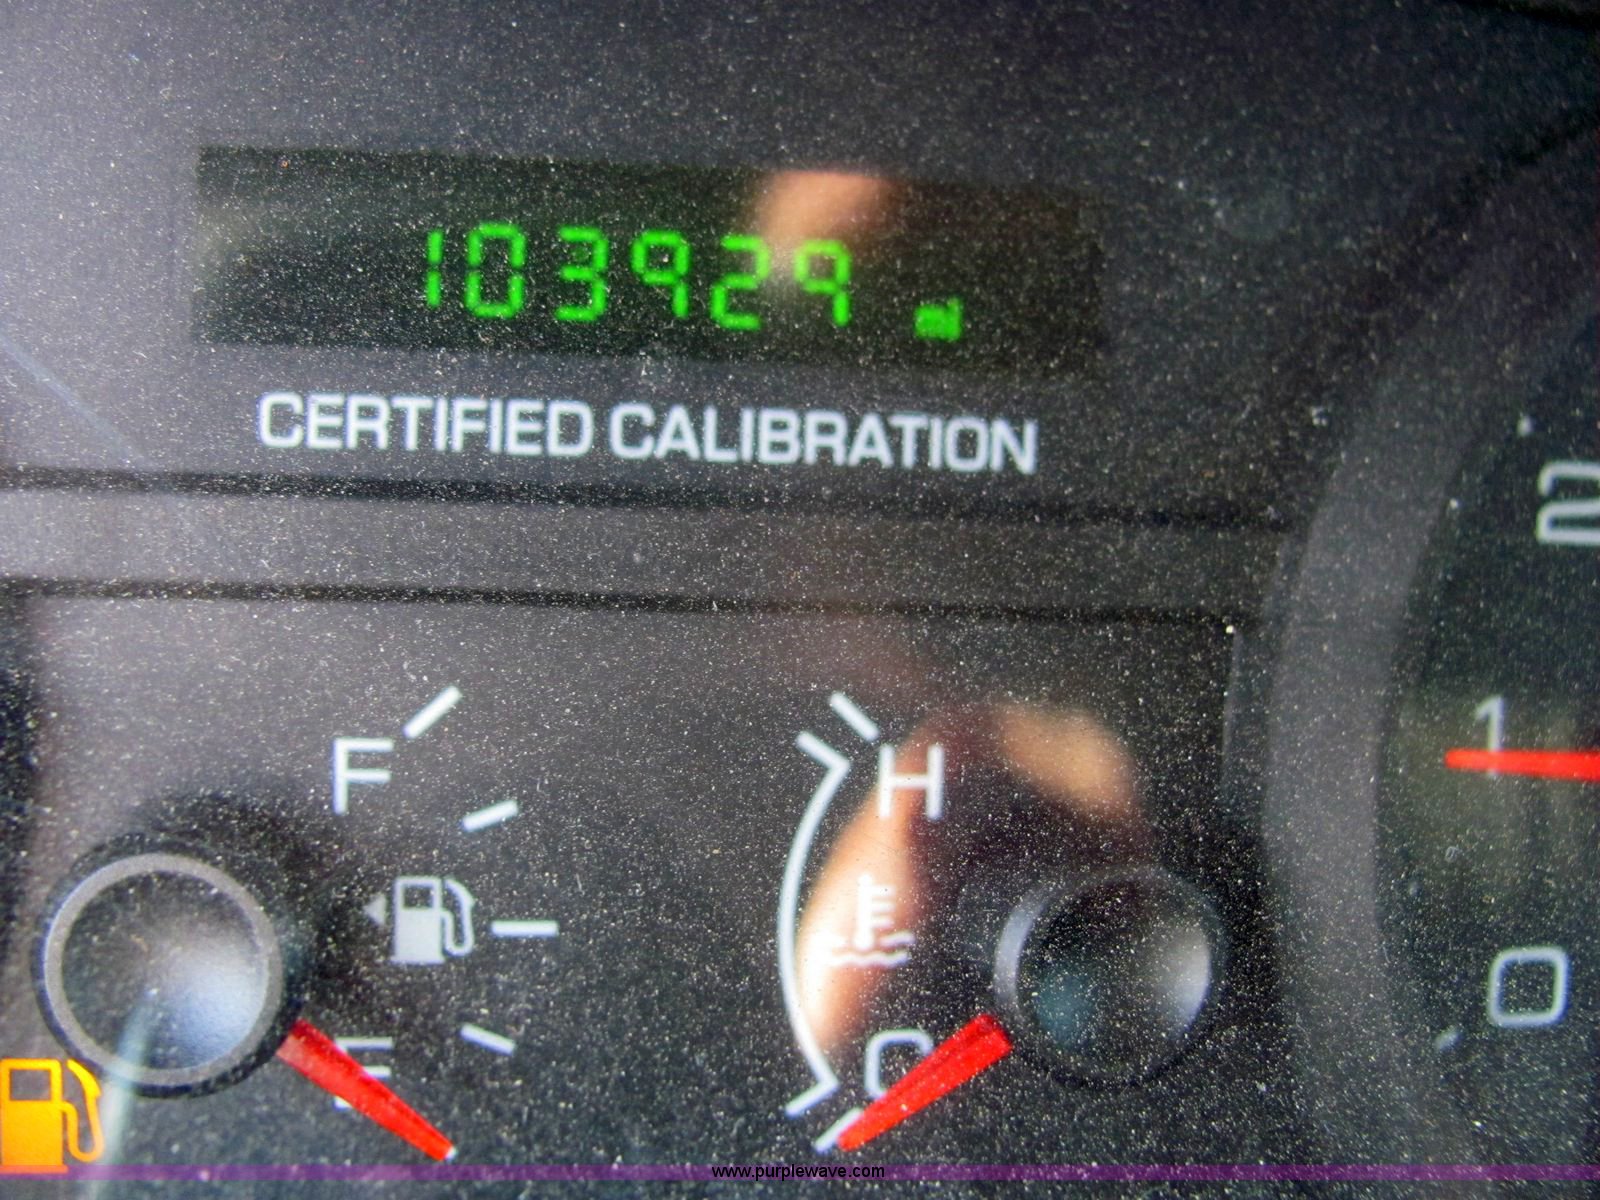 103929 mi
CERTIFIED CALIBRATION
2
F
H
1
0
E
C
www.purplewave.com